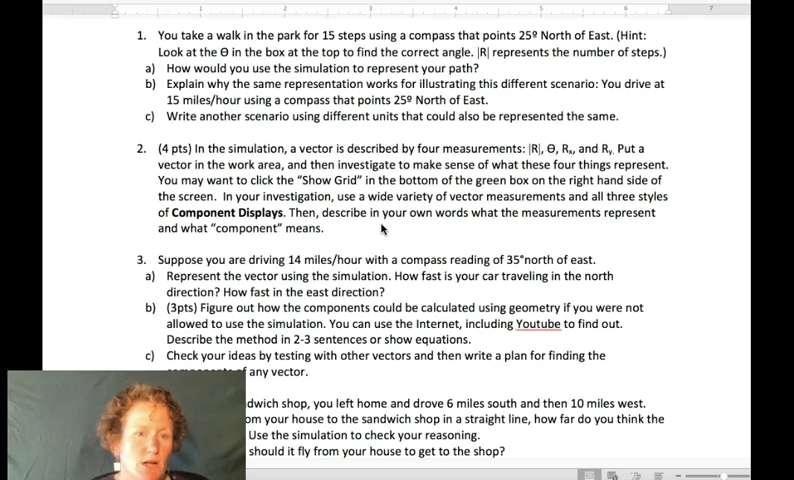 1
2
3
4
5
6
7
1. You take a walk in the park for 15 steps using a compass that points 25º North of East. (Hint:
Look at the ϴ in the box at the top to find the correct angle. |R| represents the number of steps.)
a) How would you use the simulation to represent your path?
b) Explain why the same representation works for illustrating this different scenario: You drive at
15 miles/hour using a compass that points 25º North of East.
c) Write another scenario using different units that could also be represented the same.
2. (4 pts) In the simulation, a vector is described by four measurements: |R|, ϴ, Rx, and Ry. Put a
vector in the work area, and then investigate to make sense of what these four things represent.
You may want to click the “Show Grid” in the bottom of the green box on the right hand side of
the screen. In your investigation, use a wide variety of vector measurements and all three styles
of Component Displays. Then, describe in your own words what the measurements represent
and what “component” means.
3. Suppose you are driving 14 miles/hour with a compass reading of 35°north of east.
a) Represent the vector using the simulation. How fast is your car traveling in the north
direction? How fast in the east direction?
b) (3pts) Figure out how the components could be calculated using geometry if you were not
allowed to use the simulation. You can use the Internet, including Youtube to find out.
Describe the method in 2-3 sentences or show equations.
c) Check your ideas by testing with other vectors and then write a plan for finding the
any vector.
dwich shop, you left home and drove 6 miles south and then 10 miles west.
om your house to the sandwich shop in a straight line, how far do you think the
Use the simulation to check your reasoning.
should it fly from your house to get to the shop?